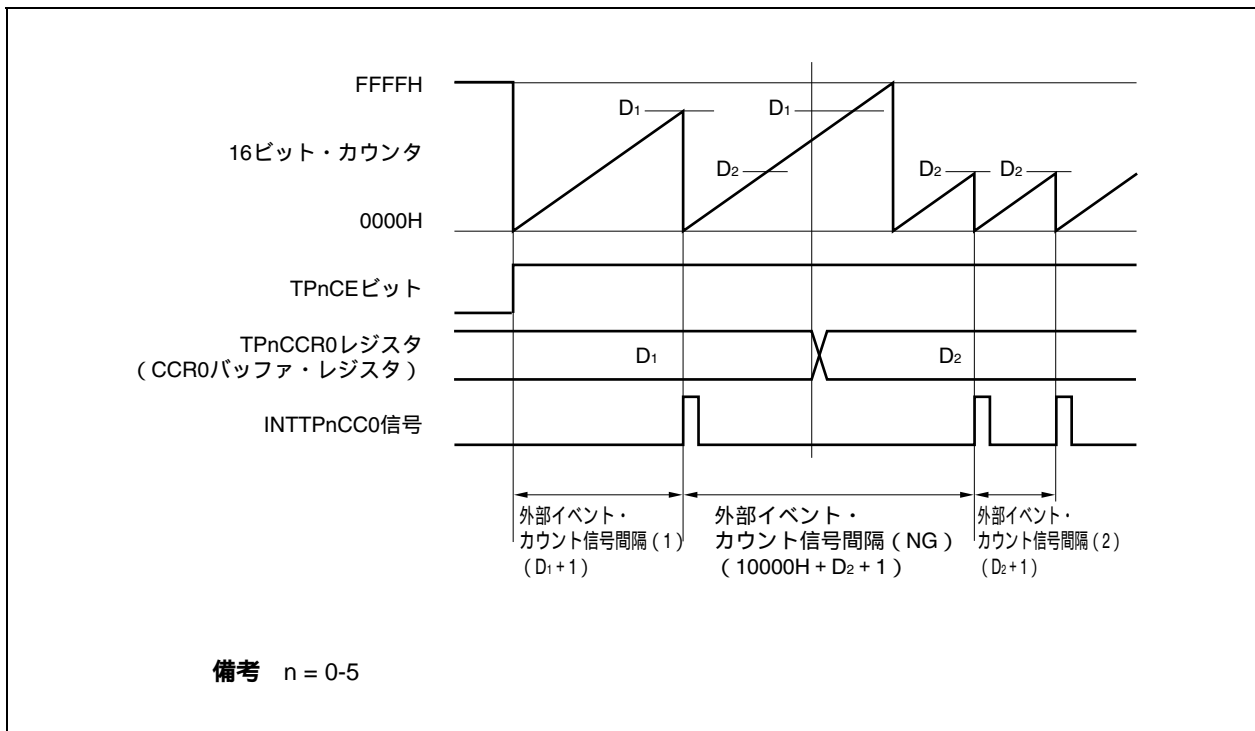 FFFFH
D1
D1
16ビット・カウンタ
D2
D2
D2
0000H
TPnCEビット
TPnCCR0レジスタ
（CCR0バッファ・レジスタ）
D1
D2
INTTPnCC0信号
外部イベント・
カウント信号間隔（1）
（D1+1）
外部イベント・
カウント信号間隔（NG）
（10000H + D2 + 1）
外部イベント・
カウント信号間隔（2）
（D2+1）
備考 n = 0-5